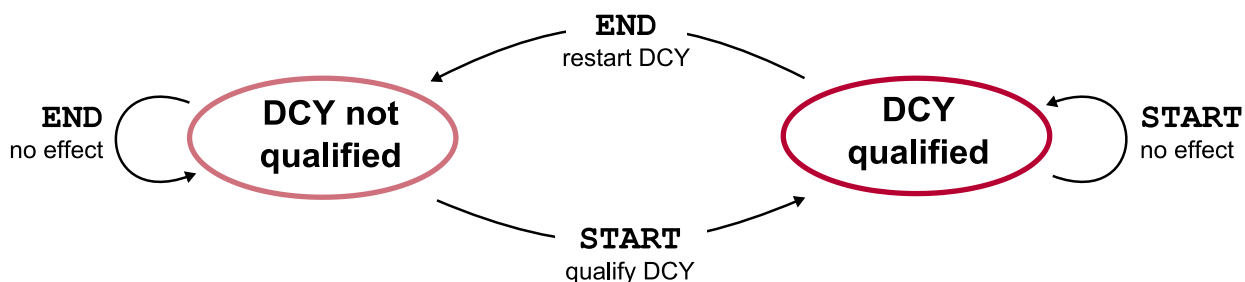 END
restart DCY
DCY not
qualified
DCY
qualified
END
no effect
START
no effect
START
qualify DCY